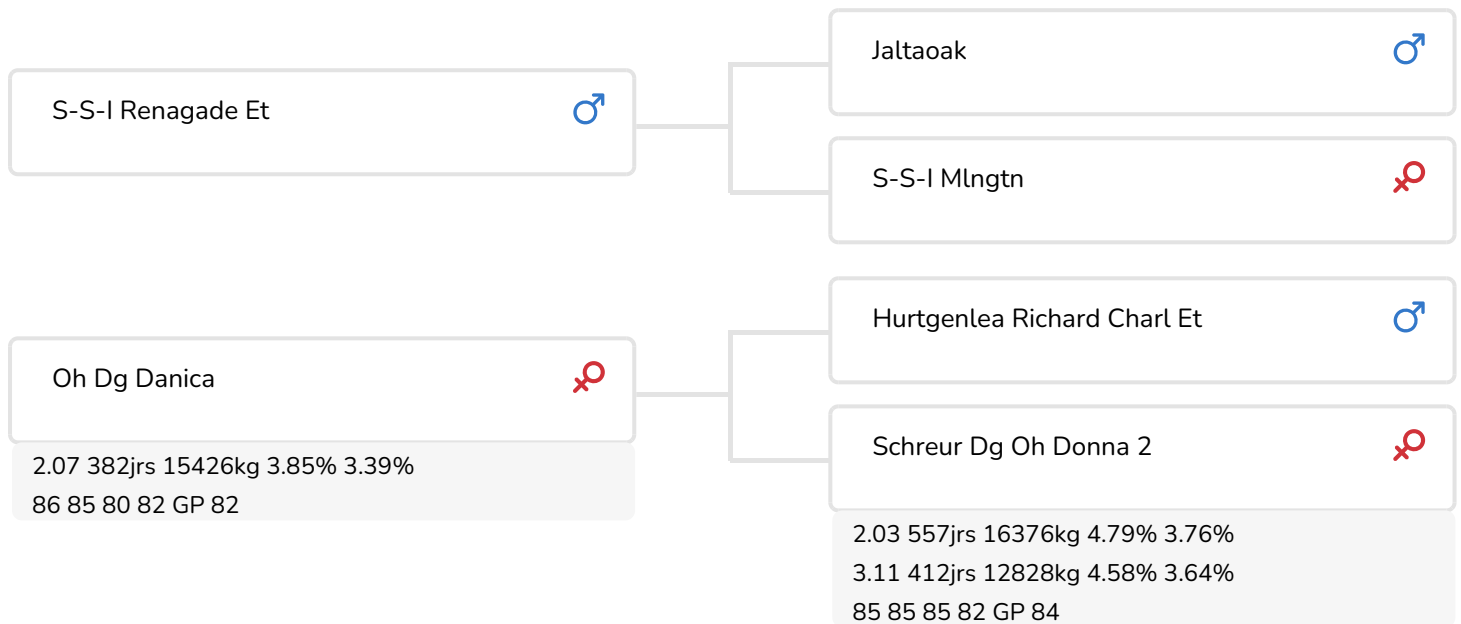 S-S-I Renagade Et
Jaltaoak
S-S-I Mlngtn
Oh Dg Danica
2.07 382jrs 15426kg 3.85% 3.39%
86 85 80 82 GP 82
Hurtgenlea Richard Charl Et
Schreur Dg Oh Donna 2
2.03 557jrs 16376kg 4.79% 3.76%
3.11 412jrs 12828kg 4.58% 3.64%
85 85 85 82 GP 84